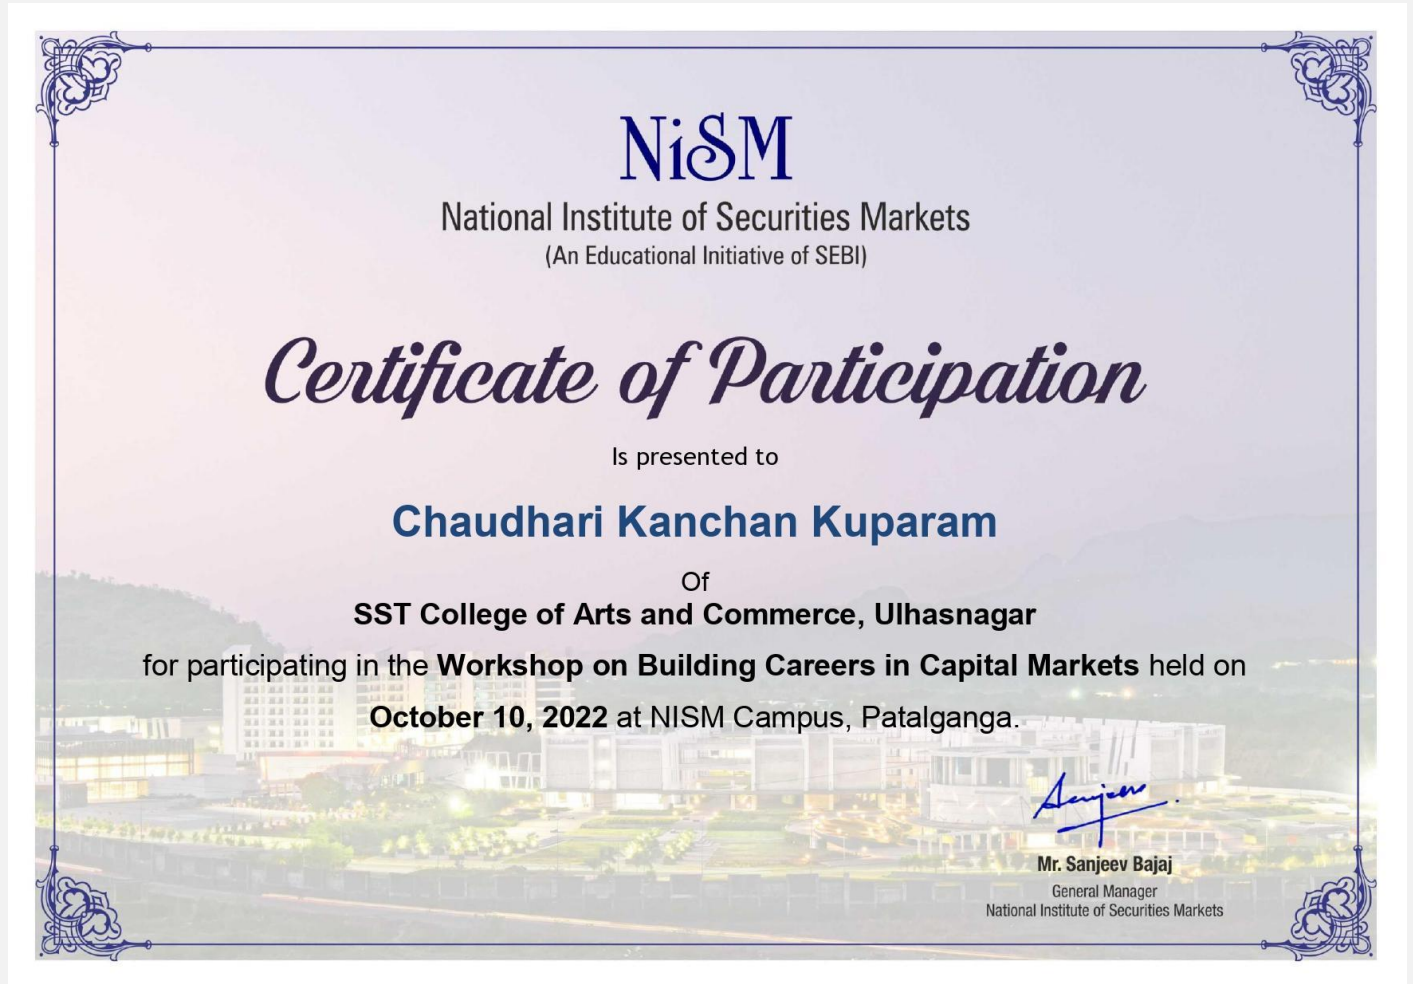 NiSM
National Institute of Securities Markets
(An Educational Initiative of SEBI)
Certificate of Participation
Is presented to
Chaudhari Kanchan Kuparam
Of
SST College of Arts and Commerce, Ulhasnagar
for participating in the Workshop on Building Careers in Capital Markets held on
October 10, 2022 at NISM Campus, Patalganga.
Sanjeev
Mr. Sanjeev Bajaj
General Manager
National Institute of Securities Markets